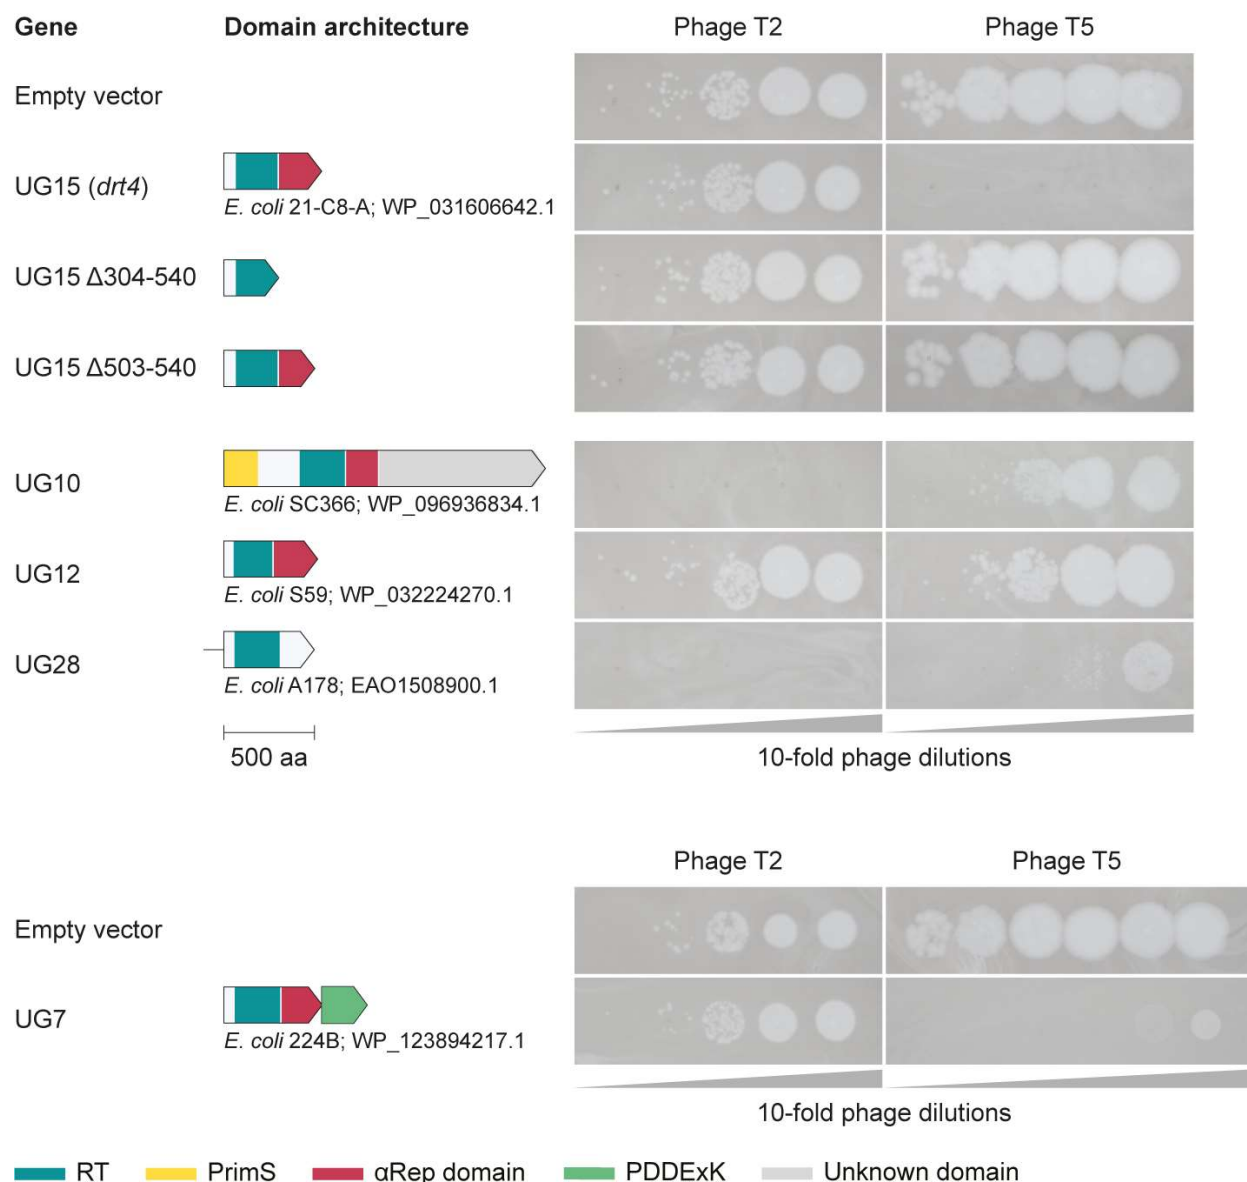 Gene Domain architecture Phage T2 Phage T5
Empty vector
UG15 (drt4)
E. coli 21-C8-A; WP_031606642.1
UG15 Δ304-540
UG15 Δ503-540
UG10
E. coli SC366; WP_096936834.1
UG12
E. coli S59; WP_032224270.1
UG28
E. coli A178; EAO1508900.1
500 aa
10-fold phage dilutions
Phage T2 Phage T5
Empty vector
UG7
E. coli 224B; WP_123894217.1
10-fold phage dilutions
RT PrimS αRep domain PDDExK Unknown domain